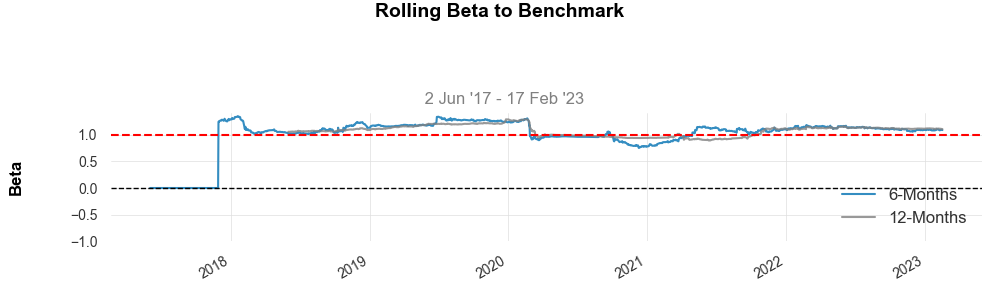 Rolling Beta to Benchmark
2 Jun '17 - 17 Feb '23
Beta
1.0
0.5
0.0
−0.5
−1.0
6-Months
12-Months
2018
2019
2020
2021
2022
2023